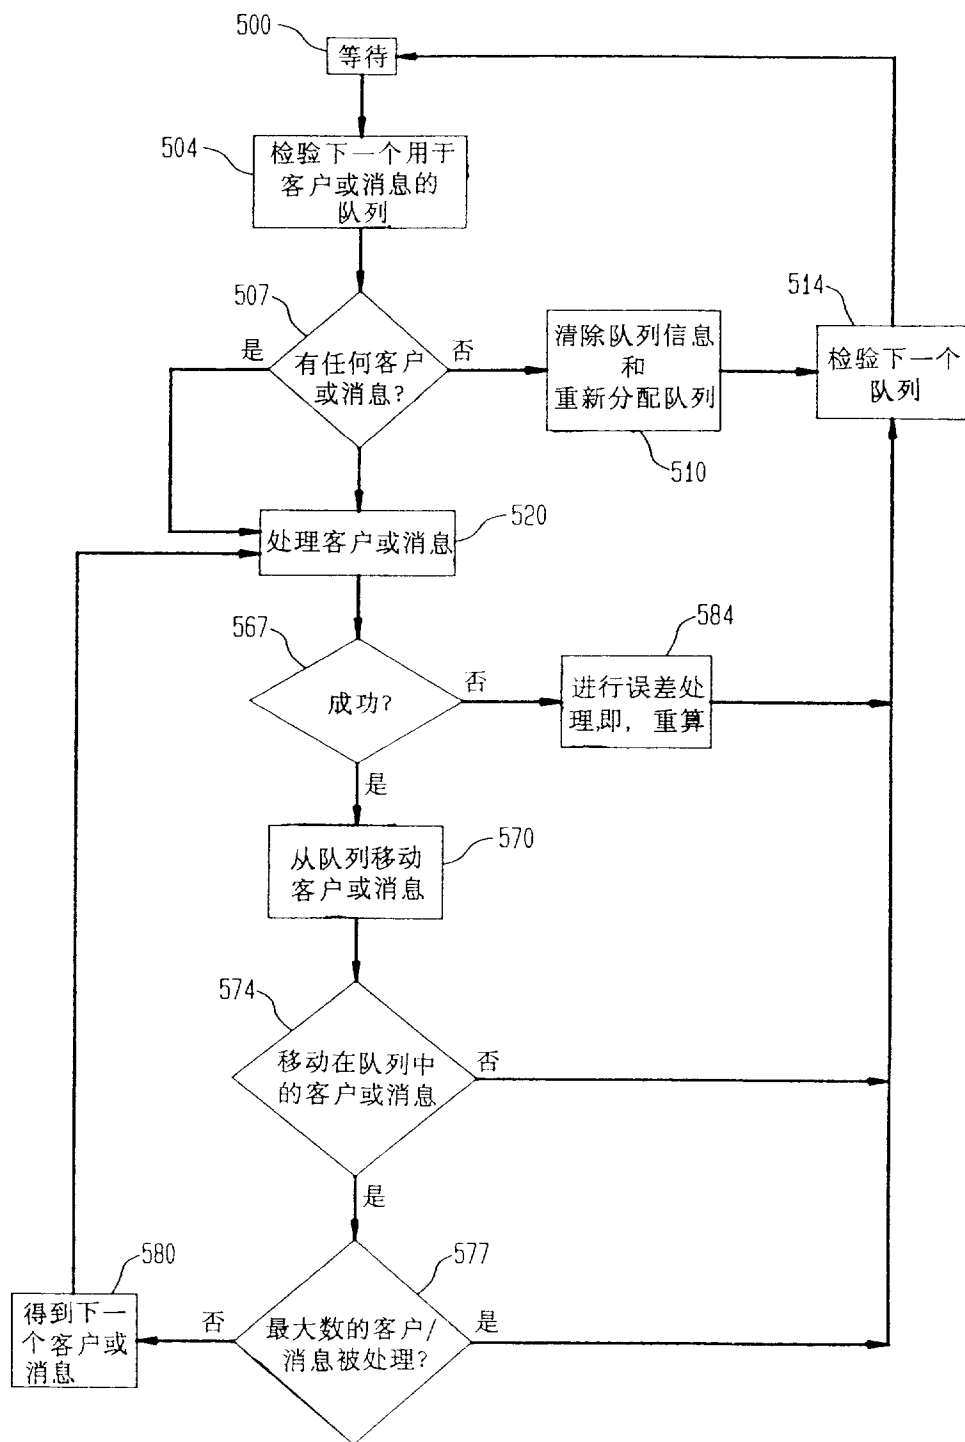 500
等待
504
检验下一个用于
客户或消息的
队列
507
是
有任何客户
或消息?
否
清除队列信息
和
重新分配队列
510
514
检验下一个
队列
处理客户或消息
520
567
成功?
否
584
进行误差处
理,即, 重算
是
从队列移动
客户或消息
570
574
移动在队列中
的客户或消息
否
是
577
最大数的客户/
消息被处理?
是
否
580
得到下一
个客户或
消息